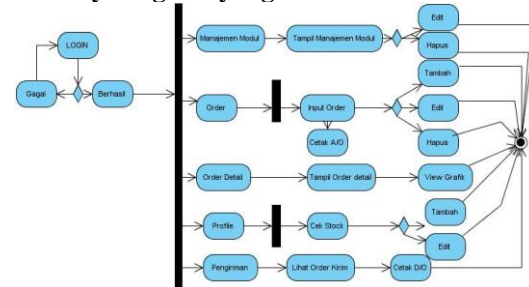 LOGIN
Gagal
Berhasil
Manajemen Modul
Tampil Manajemen Modul
Edit
Hapus
Order
Input Order
Cetak A/O
Tambah
Edit
Hapus
Order Detail
Tampil Order detail
View Grafik
Profile
Cek Stock
Tambah
Edit
Pengiriman
Lihat Order Kirim
Cetak D/O